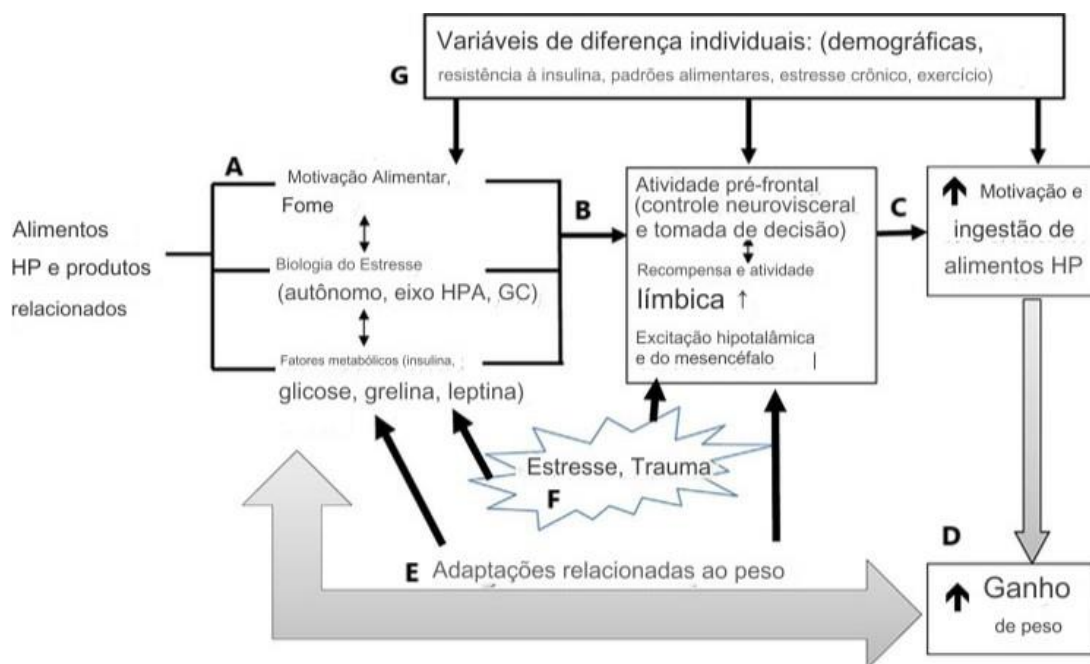 Variáveis de diferença individuais: (demográficas,
G
resistência à insulina, padrões alimentares, estresse crônico, exercício)
A
Motivação Alimentar,
Fome
Alimentos
HP e produtos
relacionados
Biologia do Estresse
(autônomo, eixo HPA, GC)
Fatores metabólicos (insulina,
glicose, grelina, leptina)
B
Atividade pré-frontal
(controle neurovisceral
e tomada de decisão)
Recompensa e atividade
límbica ↑
Excitação hipotalâmica
e do mesencéfalo |
C
Motivação e
ingestão de
alimentos HP
Estresse, Trauma
F
D
E Adaptações relacionadas ao peso
Ganho
de peso